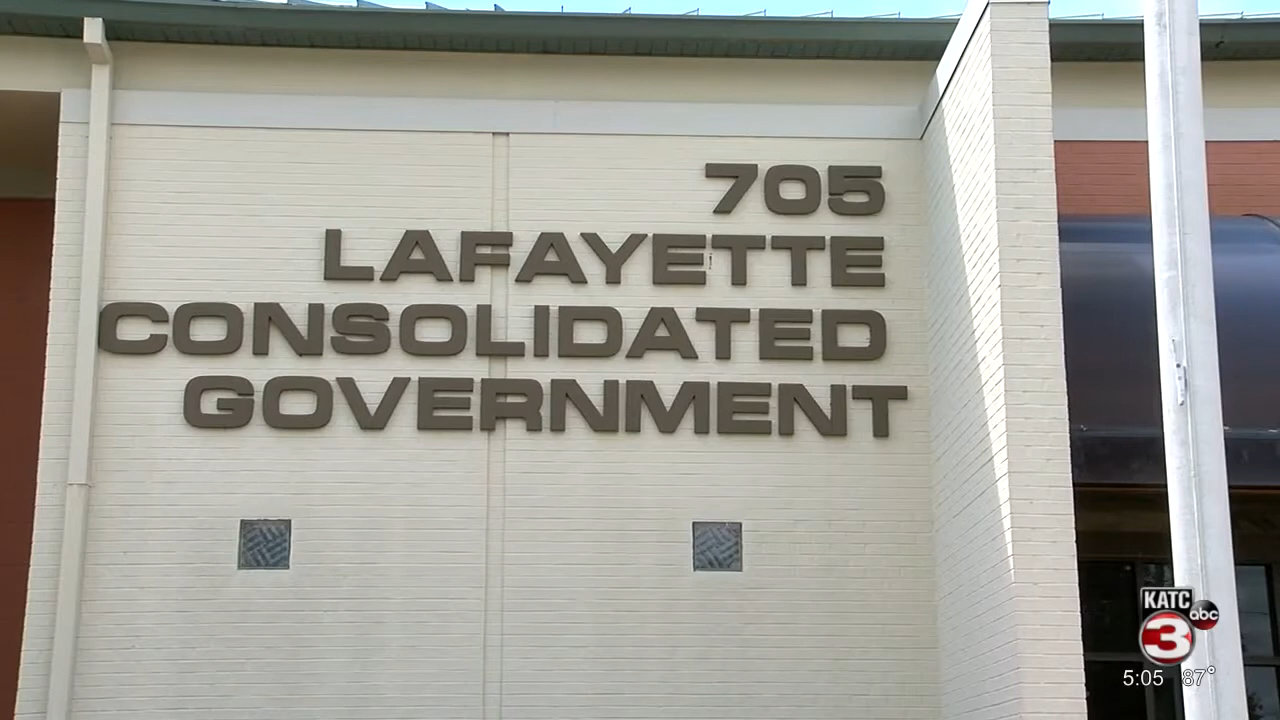 705
LAFAYETTE
CONSOLIDATED
GOVERNMENT
KATC
abc
3
5:05 87°